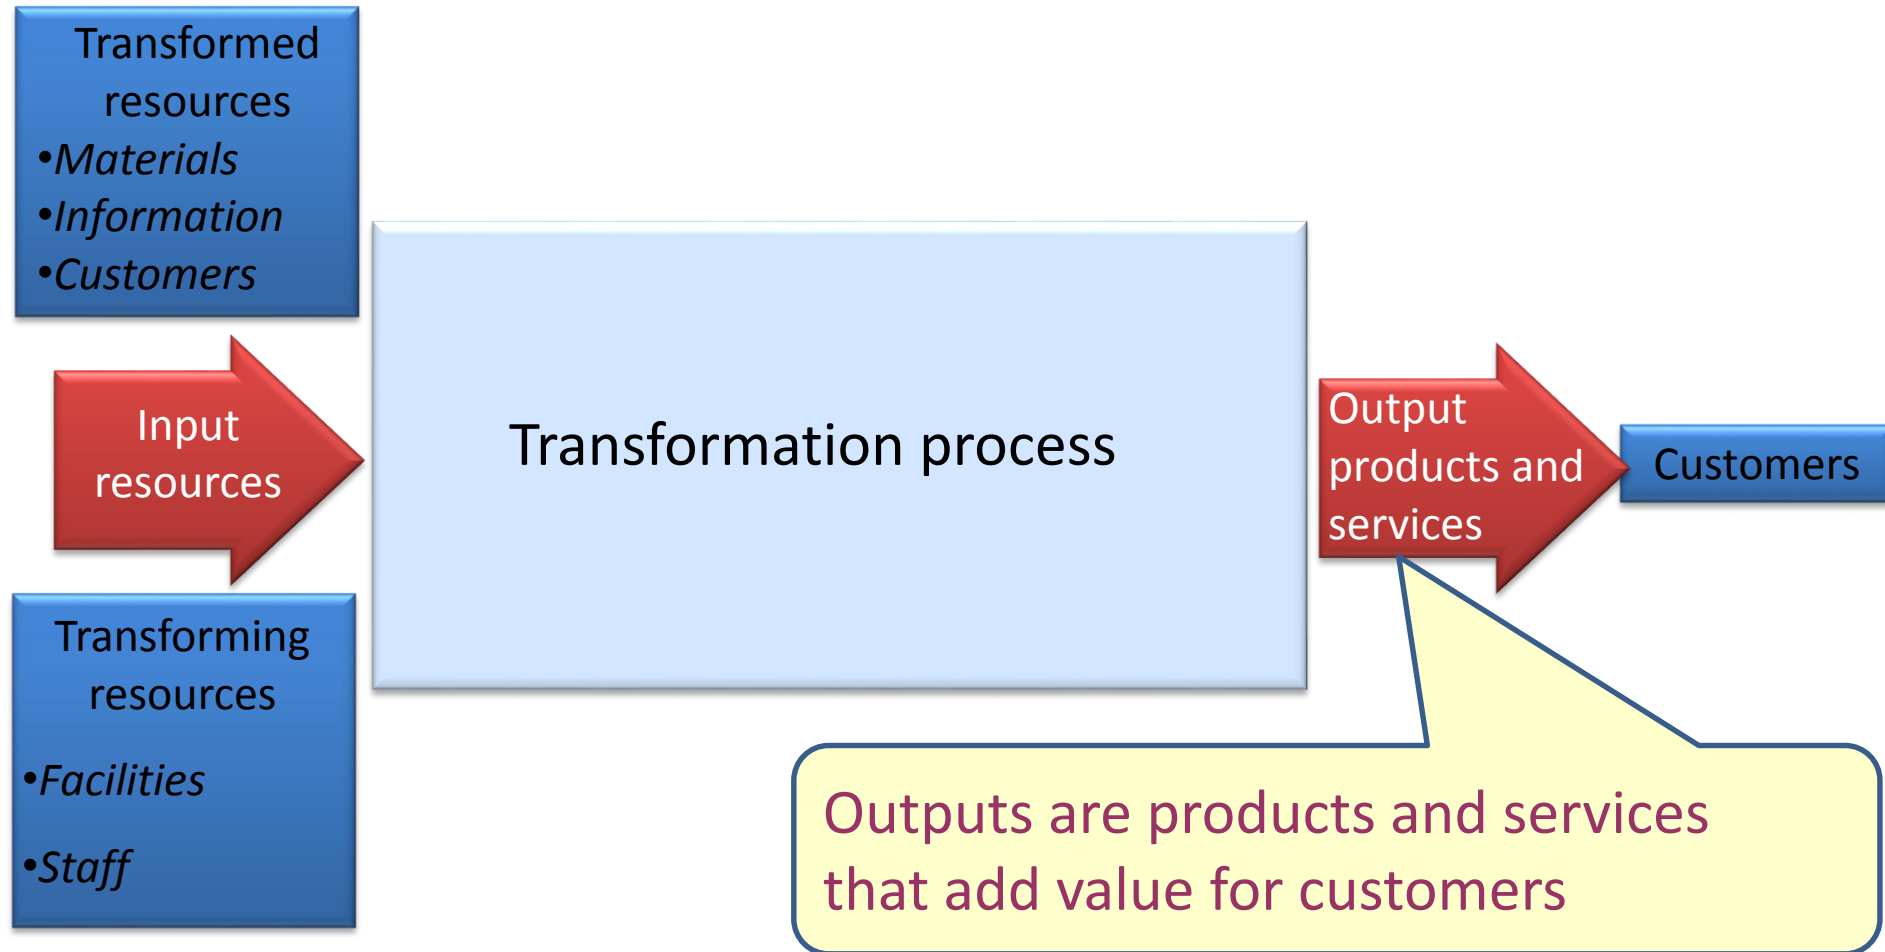 Transformed
resources
•Materials
•Information
•Customers
Input
resources
Transforming
resources
•Facilities
•Staff
Transformation process
Output
products and
services
Customers
Outputs are products and services
that add value for customers